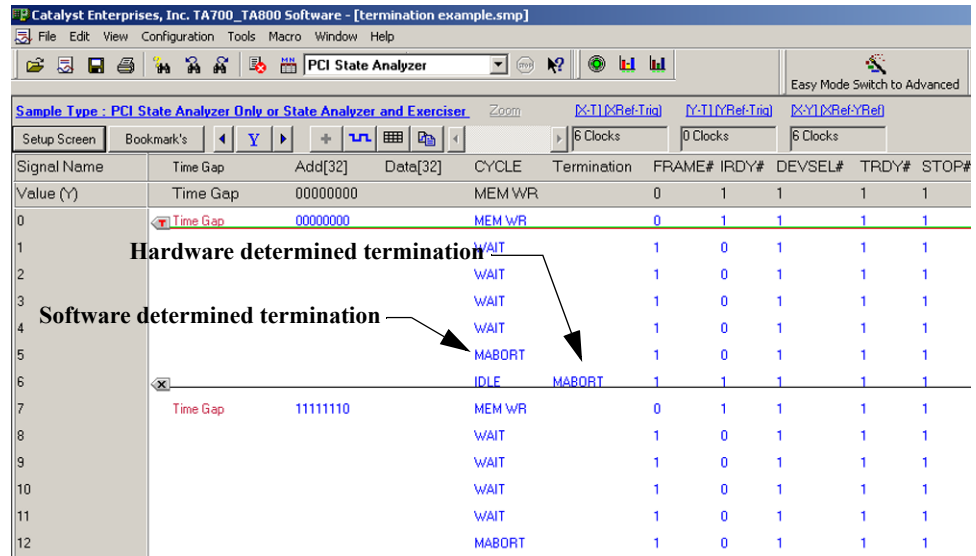 Catalyst Enterprises, Inc. TA700_TA800 Software - [termination example.smp]
File Edit View Configuration Tools Macro Window Help
MN PCI State Analyzer STOP
Easy Mode Switch to Advanced
Sample Type : PCI State Analyzer Only or State Analyzer and Exerciser Zoom [X-T] [XRef-Trig] [Y-T] [YRef-Trig] [X-Y] [XRef-YRef]
Setup Screen Bookmark's Y 6 Clocks 0 Clocks 6 Clocks
Signal Name Time Gap Add[32] Data[32] CYCLE Termination FRAME# IRDY# DEVSEL# TRDY# STOP#
Value (Y) Time Gap 00000000 MEM WR 0 1 1 1 1
0 T Time Gap 00000000 MEM WR 0 1 1 1 1
1 WAIT 1 0 1 1 1
Hardware determined termination
2 WAIT 1 0 1 1 1
3 WAIT 1 0 1 1 1
Software determined termination
4 WAIT 1 0 1 1 1
5 MABORT 1 0 1 1 1
6 X IDLE MABORT 1 1 1 1 1
7 Time Gap 11111110 MEM WR 0 1 1 1 1
8 WAIT 1 0 1 1 1
9 WAIT 1 0 1 1 1
10 WAIT 1 0 1 1 1
11 WAIT 1 0 1 1 1
12 MABORT 1 0 1 1 1